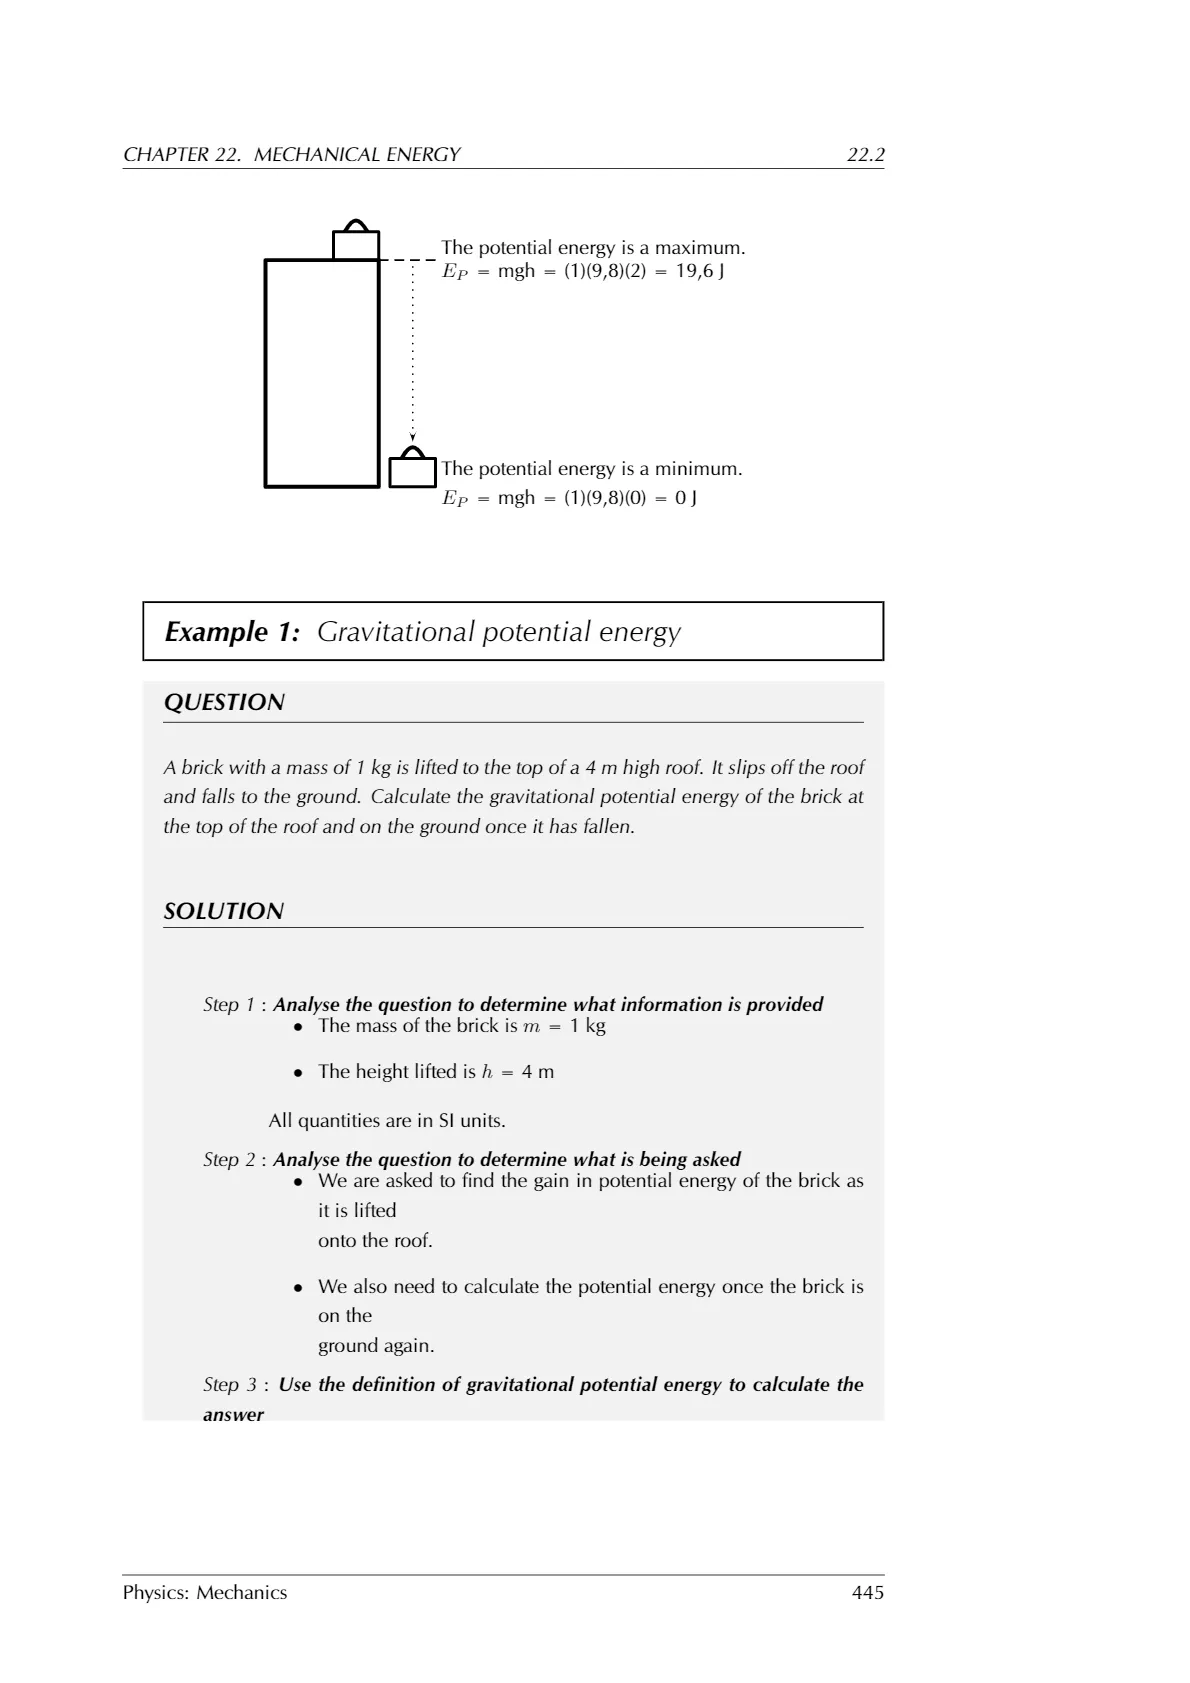 CHAPTER 22. MECHANICAL ENERGY 22.2
The potential energy is a maximum.
E_P = mgh = (1)(9,8)(2) = 19,6 J
The potential energy is a minimum.
E_P = mgh = (1)(9,8)(0) = 0 J
Example 1: Gravitational potential energy
QUESTION
A brick with a mass of 1 kg is lifted to the top of a 4 m high roof. It slips off the roof
and falls to the ground. Calculate the gravitational potential energy of the brick at
the top of the roof and on the ground once it has fallen.
SOLUTION
Step 1 : Analyse the question to determine what information is provided
• The mass of the brick is m = 1 kg
• The height lifted is h = 4 m
All quantities are in SI units.
Step 2 : Analyse the question to determine what is being asked
• We are asked to find the gain in potential energy of the brick as
it is lifted
onto the roof.
• We also need to calculate the potential energy once the brick is
on the
ground again.
Step 3 : Use the definition of gravitational potential energy to calculate the
answer
Physics: Mechanics 445